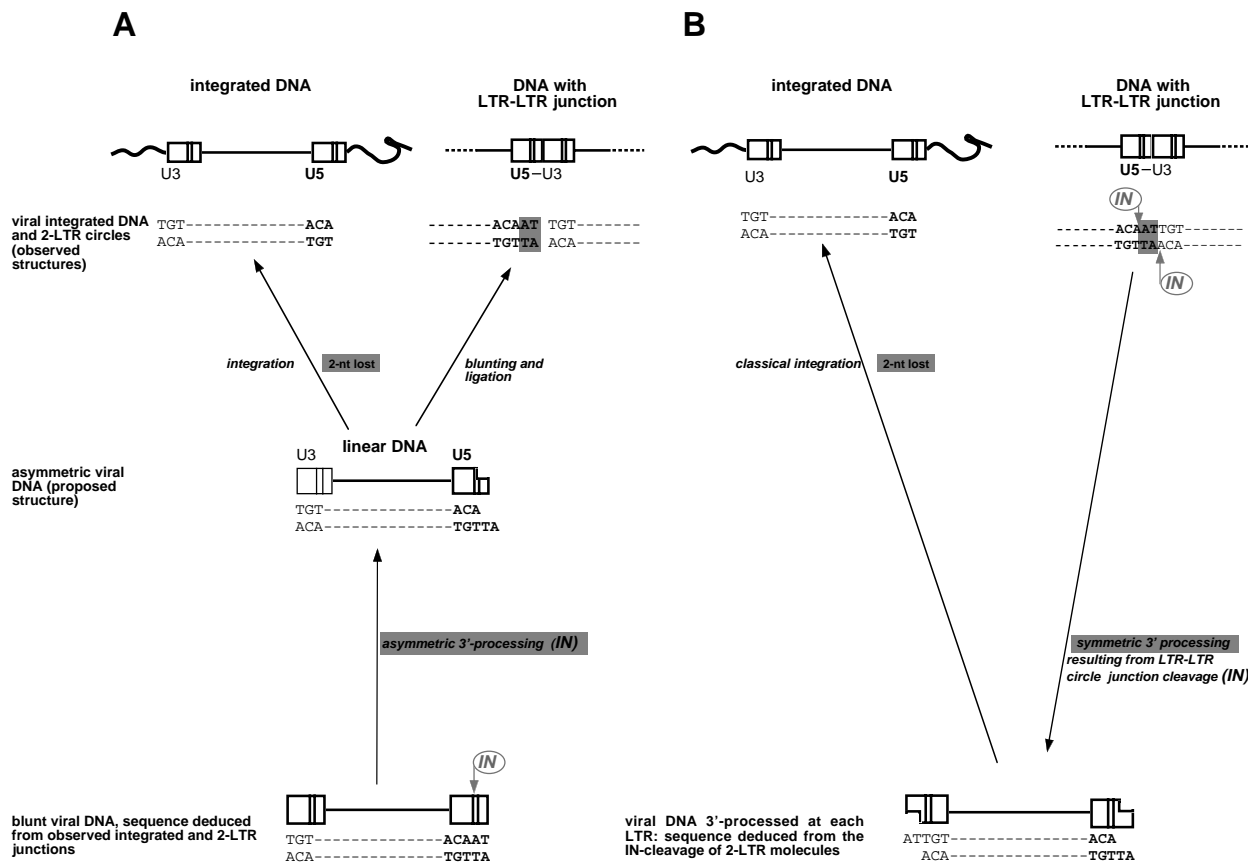 A
integrated DNA
DNA with
LTR-LTR junction
U3
U5
U5–U3
viral integrated DNA
and 2-LTR circles
(observed
structures)
TGT------------ACA
ACA------------TGT
-----ACAAT TGT------
-----TGTTA ACA------
integration
2-nt lost
blunting and
ligation
linear DNA
U3
U5
asymmetric viral
DNA (proposed
structure)
TGT-------------ACA
ACA-------------TGTTA
asymmetric 3'-processing (IN)
IN
blunt viral DNA, sequence deduced
from observed integrated and 2-LTR
junctions
TGT-------------ACAAT
ACA-------------TGTTA
B
integrated DNA
DNA with
LTR-LTR junction
U3
U5
U5–U3
TGT------------ACA
ACA------------TGT
IN
-----ACAATTGT------
-----TGTTAACA------
IN
classical integration
2-nt lost
symmetric 3' processing
resulting from LTR-LTR
circle junction cleavage (IN)
viral DNA 3'-processed at each
LTR: sequence deduced from the
IN-cleavage of 2-LTR molecules
ATTGT-------------ACA
ACA-------------TGTTA